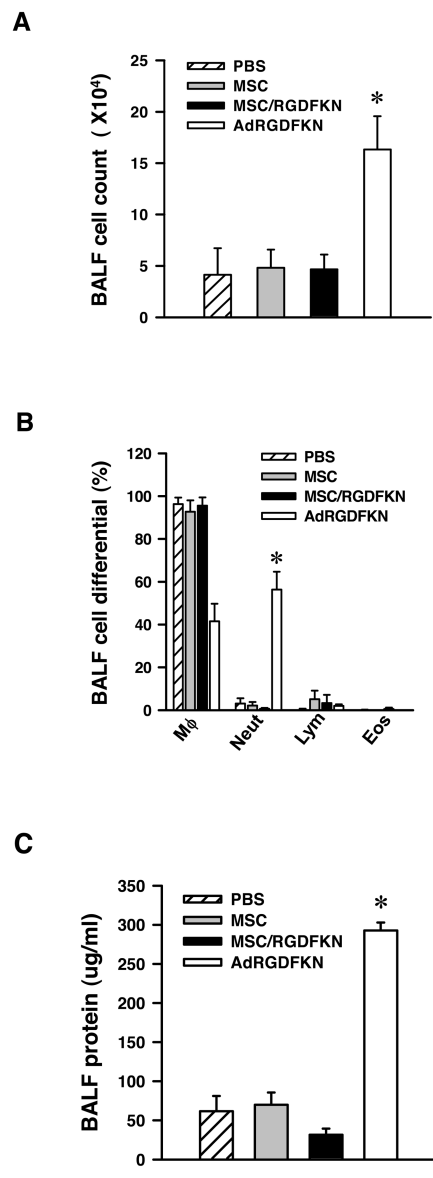 A
BALF cell count ( X10⁴)
25
20
15
10
5
0
PBS
MSC
MSC/RGDFKN
AdRGDFKN
*
B
BALF cell differential (%)
120
100
80
60
40
20
0
PBS
MSC
MSC/RGDFKN
AdRGDFKN
*
Mϕ Neut Lym Eos
C
BALF protein (ug/ml)
350
300
250
200
150
100
50
0
PBS
MSC
MSC/RGDFKN
AdRGDFKN
*